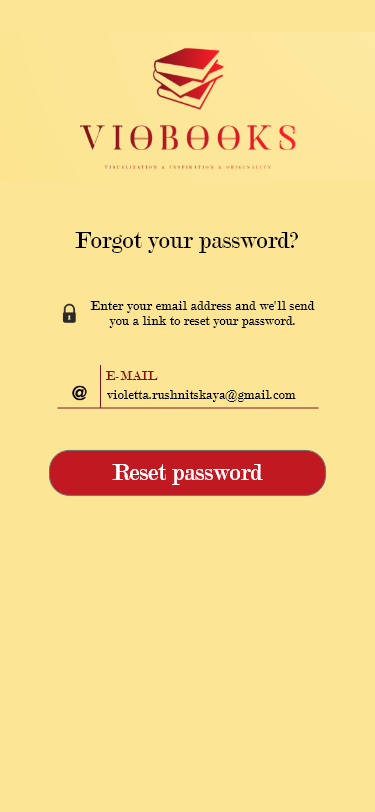 VIOBOOKS
VISUALIZATION & INSPIRATION & ORIGINALITY
Forgot your password?
Enter your email address and we'll send
you a link to reset your password.
E-MAIL
@ violetta.rushnitskaya@gmail.com
Reset password